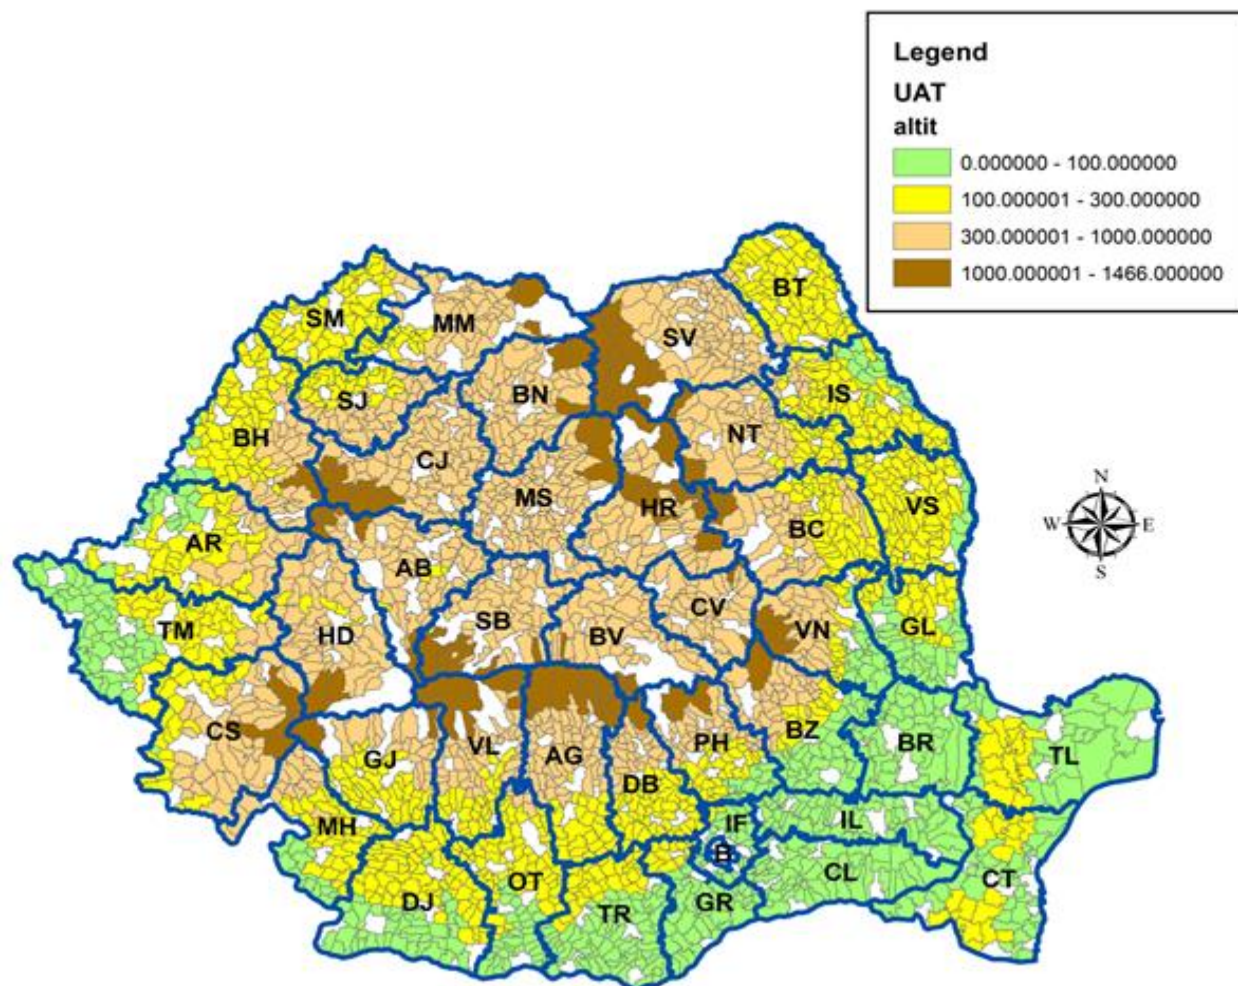 Legend
UAT
altit
0.000000 - 100.000000
100.000001 - 300.000000
300.000001 - 1000.000000
1000.000001 - 1466.000000
BT
SM
MM
SV
SJ
BN
IS
BH
CJ
NT
MS
HR
BC
VS
AR
AB
N
W
E
S
TM
HD
SB
BV
CV
VN
GL
CS
GJ
VL
AG
PH
BZ
BR
TL
DB
MH
IF
IL
B
OT
CL
CT
DJ
TR
GR